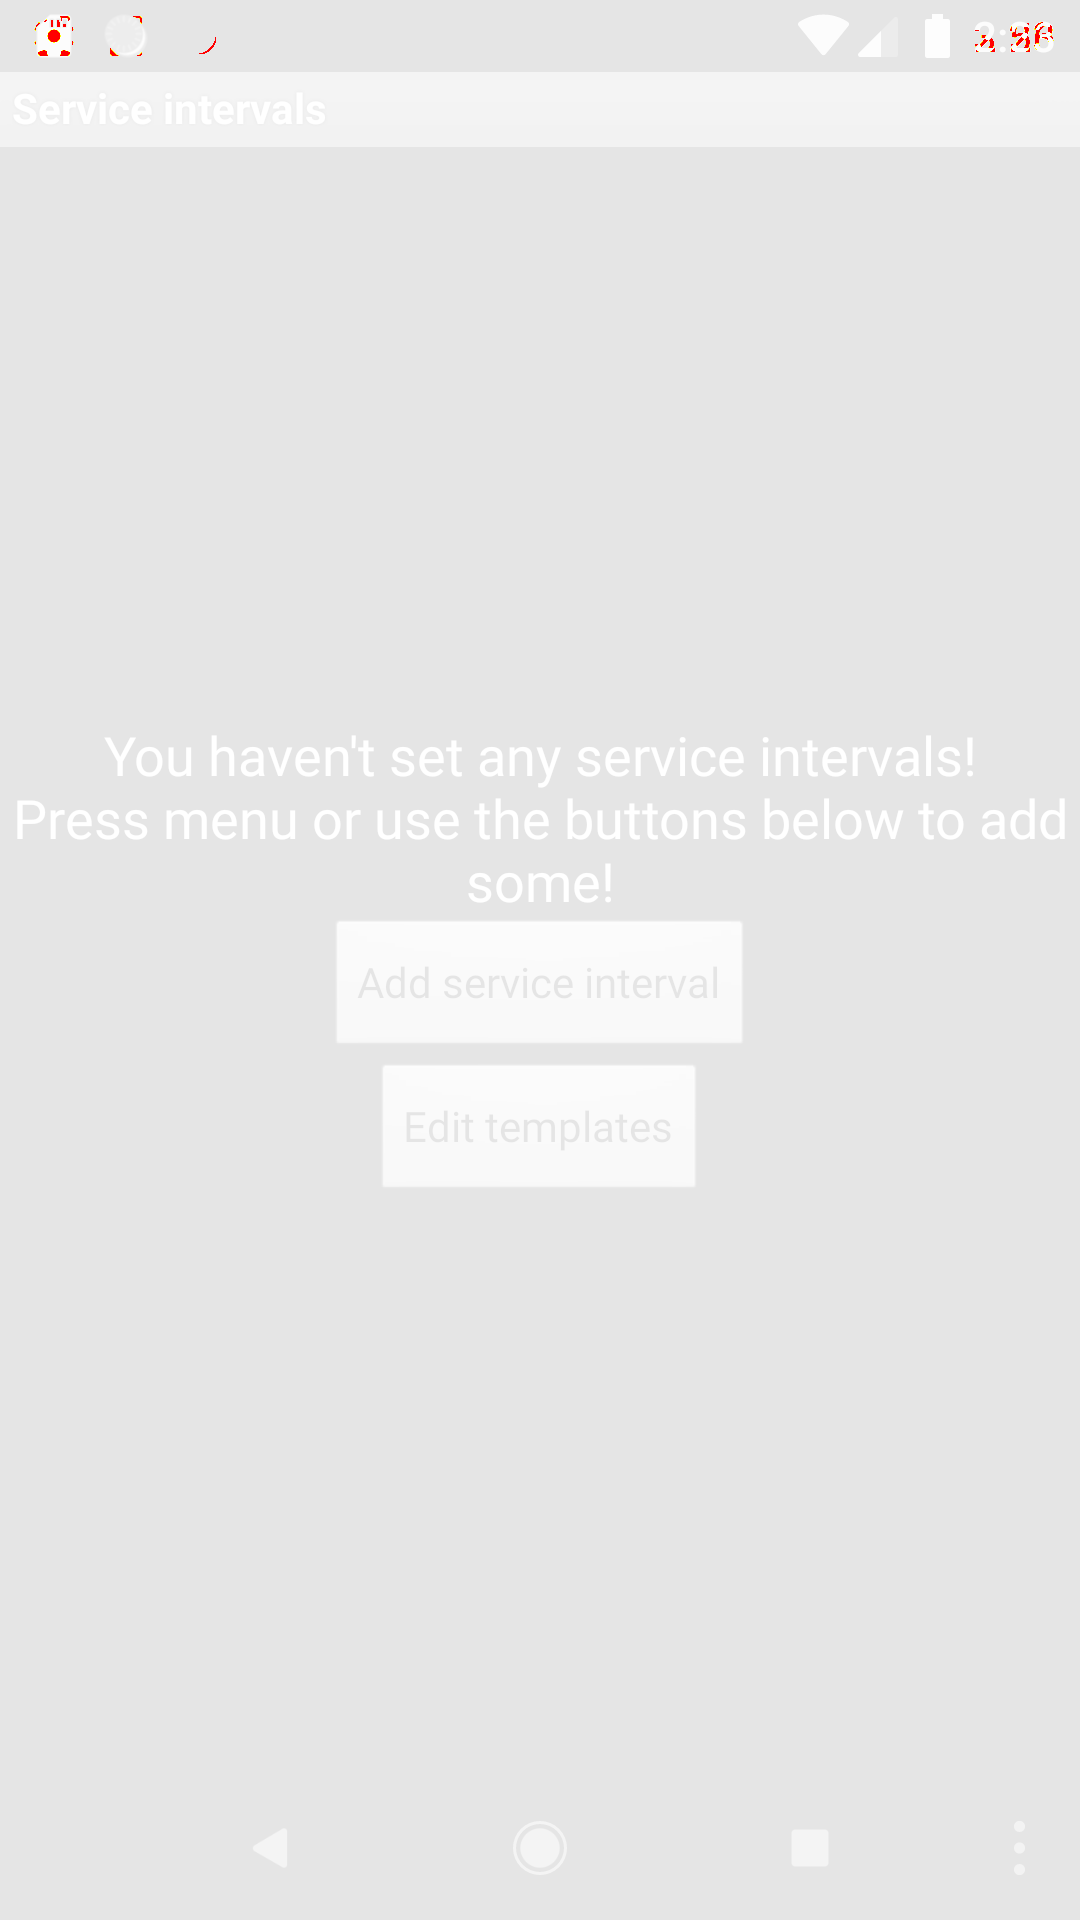 Service intervals
You haven't set any service intervals!
Press menu or use the buttons below to add
some!
Add service interval
Edit templates